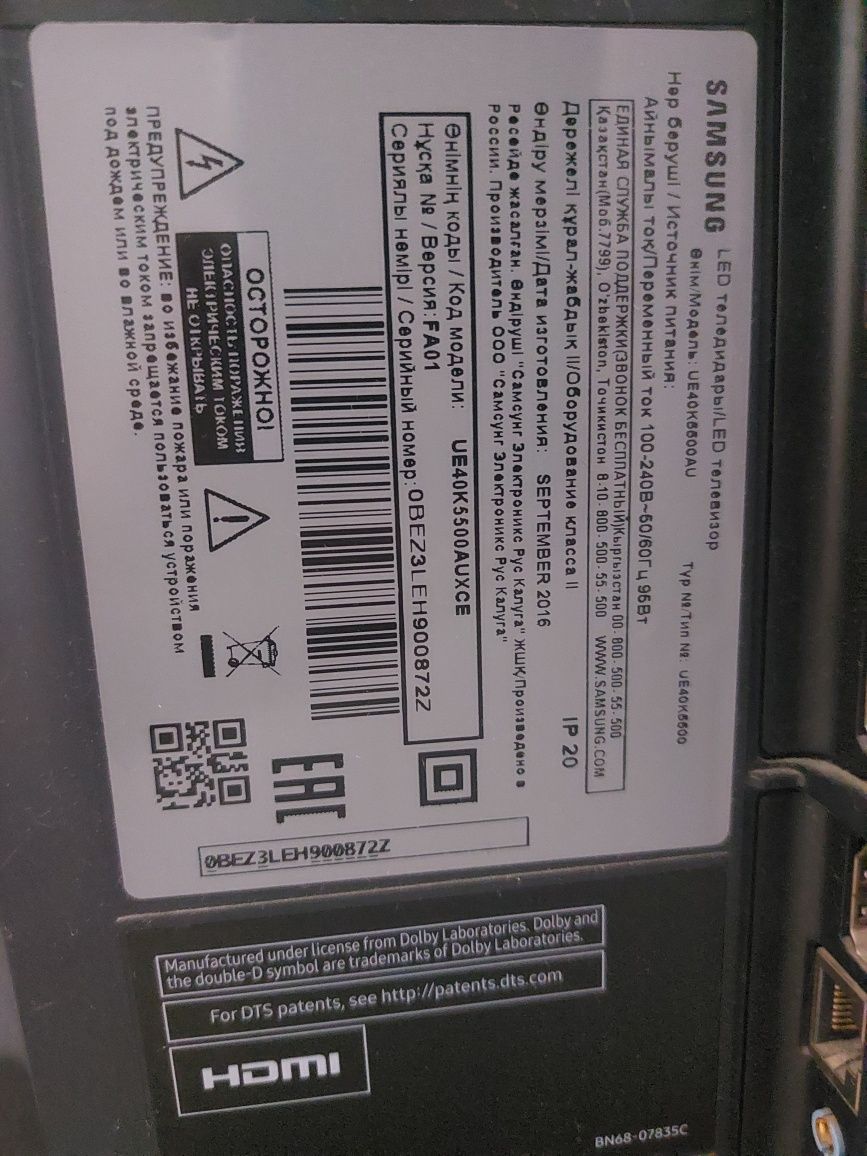 SAMSUNG LED теледидары/LED телевизор
Өнім/Модель: UE40K5500AU Түр №/Тип №: UE40K5500
Нәр беруші / Источник питания:
Айнымалы ток/Переменный ток 100-240В~50/60Гц 96Вт
ЕДИНАЯ СЛУЖБА ПОДДЕРЖКИ(ЗВОНОК БЕСПЛАТНЫЙ)Кыргызстан 00-800-500-55-500
Казақстан(Моб.7799), O'zbekiston, Тоҷикистон 8-10-800-500-55-500 WWW.SAMSUNG.COM
Дәрежелі құрал-жабдық II/Оборудование класса II IP 20
Өндіру мерзімі/Дата изготовления: SEPTEMBER 2016
Ресейде жасалған. Өндіруші "Самсунг Электроникс Рус Калуга" ЖШҚ/Произведено в
России. Производитель ООО "Самсунг Электроникс Рус Калуга"
Өнімнің коды / Код модели: UE40K5500AUXCE
Нұсқа № / Версия: FA01
Сериялы нөмірі / Серийный номер: 0BEZ3LEH900872Z
ОСТОРОЖНО!
ОПАСНОСТЬ ПОРАЖЕНИЯ
ЭЛЕКТРИЧЕСКИМ ТОКОМ
НЕ ОТКРЫВАТЬ
ПРЕДУПРЕЖДЕНИЕ: во избежание пожара или поражения
электрическим током запрещается пользоваться устройством
под дождем или во влажной среде.
EAC
0BEZ3LEH900872Z
Manufactured under license from Dolby Laboratories. Dolby and
the double-D symbol are trademarks of Dolby Laboratories.
For DTS patents, see http://patents.dts.com
HDMI
BN68-07835C